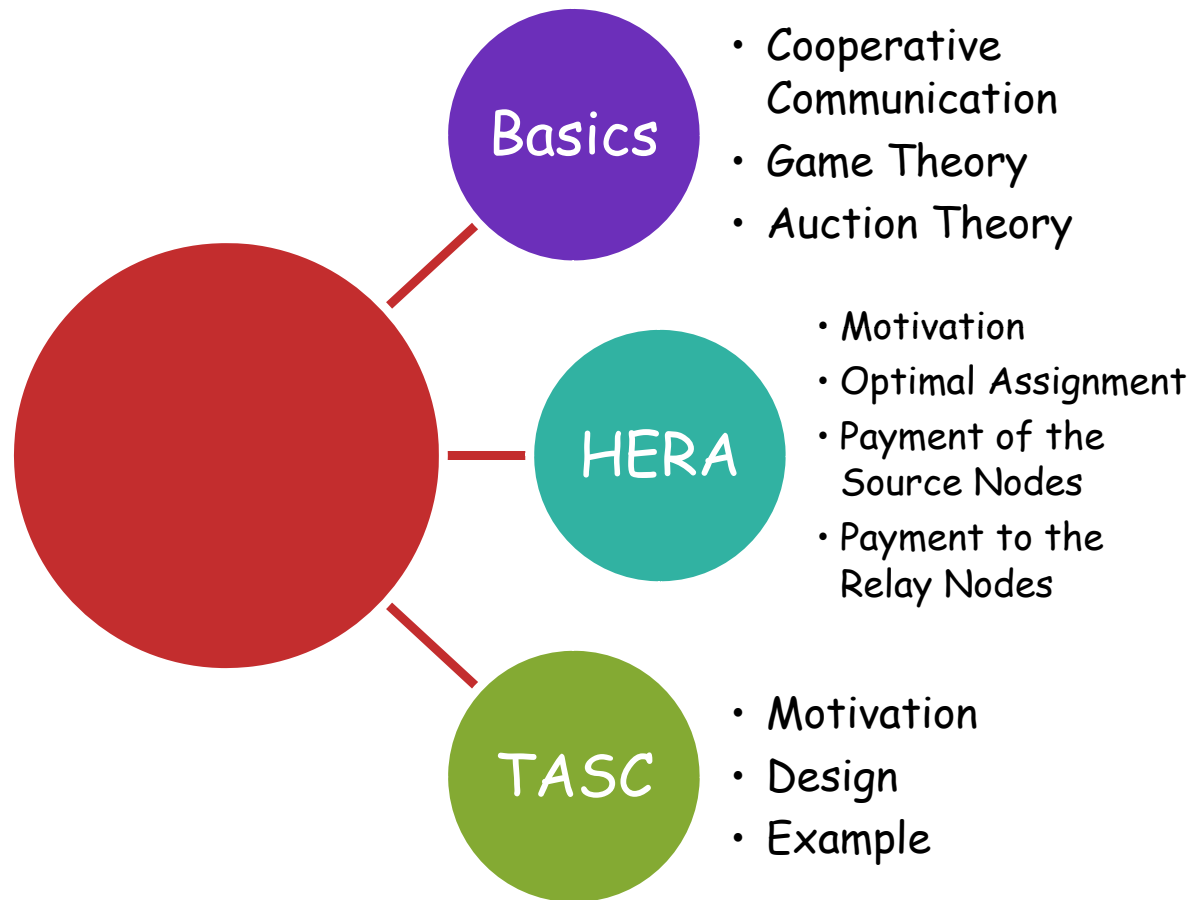 Basics
• Cooperative
Communication
• Game Theory
• Auction Theory
HERA
• Motivation
• Optimal Assignment
• Payment of the
Source Nodes
• Payment to the
Relay Nodes
TASC
• Motivation
• Design
• Example